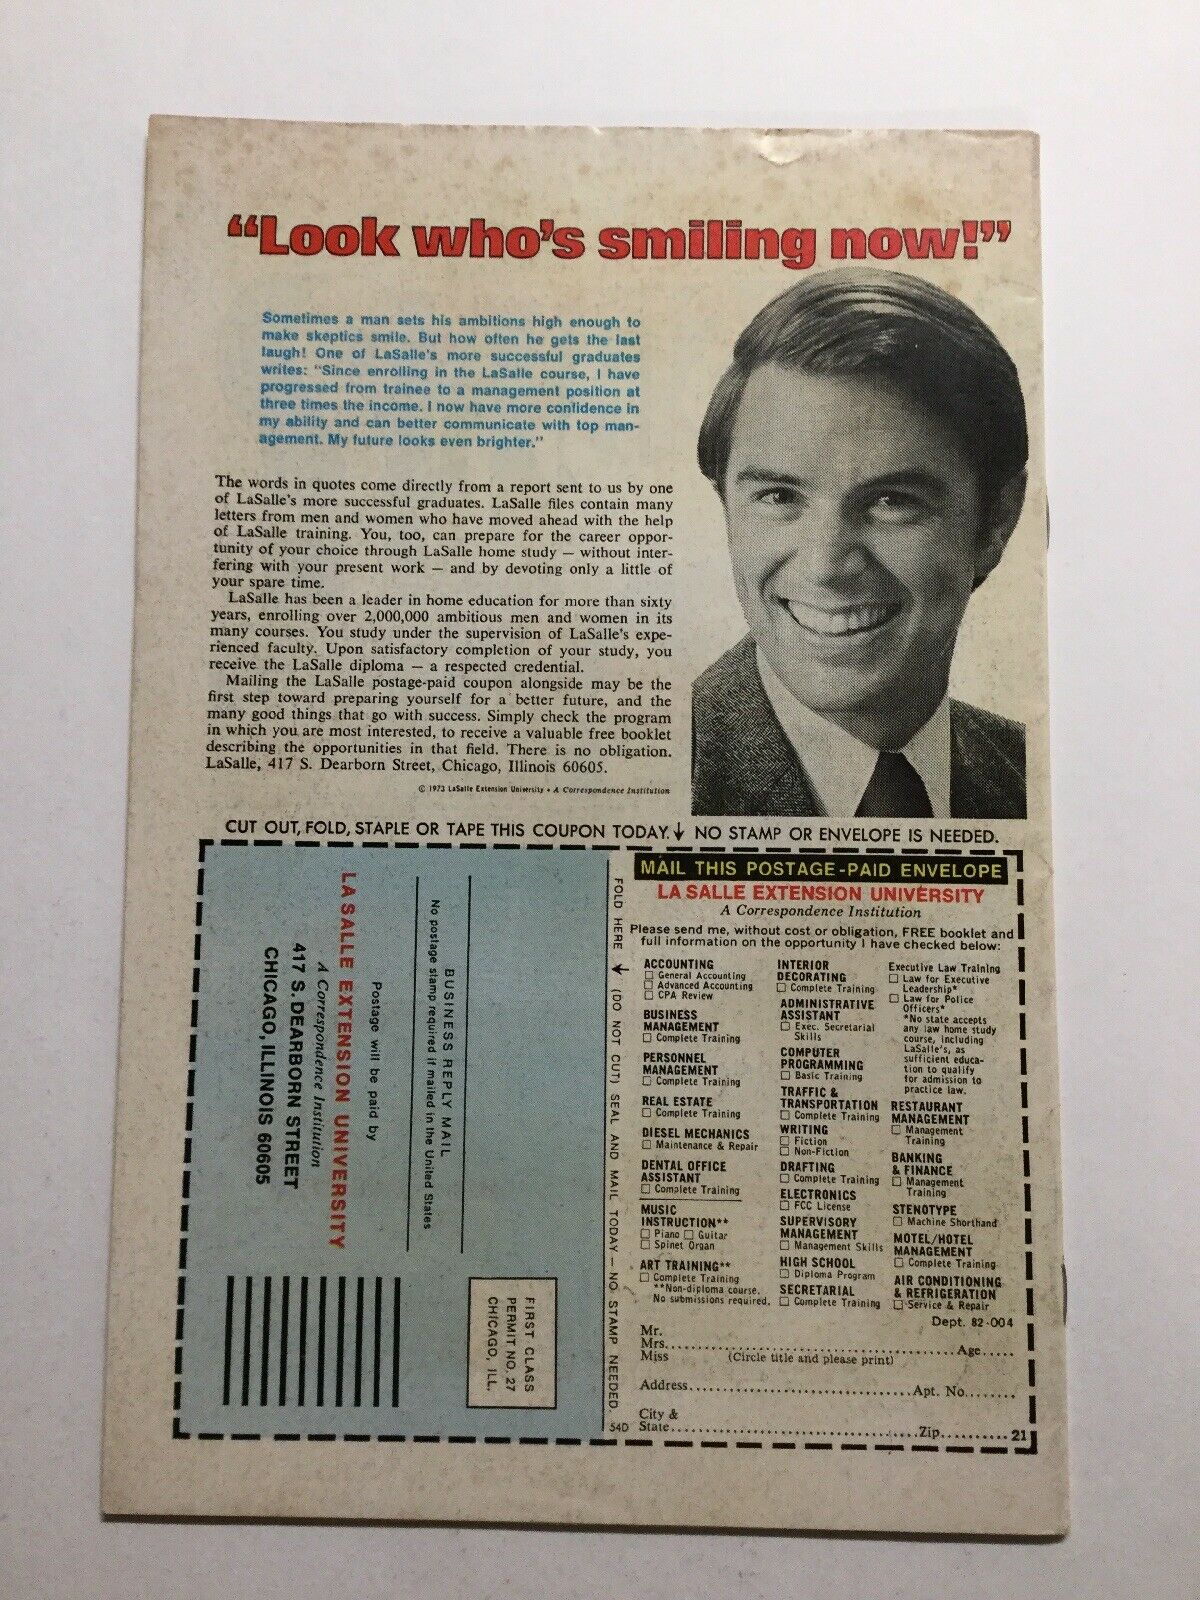 “Look who’s smiling now!”
Sometimes a man sets his ambitions high enough to
make skeptics smile. But how often he gets the last
laugh! One of LaSalle's more successful graduates
writes: "Since enrolling in the LaSalle course, I have
progressed from trainee to a management position at
three times the income. I now have more confidence in
my ability and can better communicate with top man-
agement. My future looks even brighter."
The words in quotes come directly from a report sent to us by one
of LaSalle's more successful graduates. LaSalle files contain many
letters from men and women who have moved ahead with the help
of LaSalle training. You, too, can prepare for the career oppor-
tunity of your choice through LaSalle home study — without inter-
fering with your present work — and by devoting only a little of
your spare time.
LaSalle has been a leader in home education for more than sixty
years, enrolling over 2,000,000 ambitious men and women in its
many courses. You study under the supervision of LaSalle's expe-
rienced faculty. Upon satisfactory completion of your study, you
receive the LaSalle diploma — a respected credential.
Mailing the LaSalle postage-paid coupon alongside may be the
first step toward preparing yourself for a better future, and the
many good things that go with success. Simply check the program
in which you are most interested, to receive a valuable free booklet
describing the opportunities in that field. There is no obligation.
LaSalle, 417 S. Dearborn Street, Chicago, Illinois 60605.
© 1973 LaSalle Extension University • A Correspondence Institution
CUT OUT, FOLD, STAPLE OR TAPE THIS COUPON TODAY.↓ NO STAMP OR ENVELOPE IS NEEDED.
FIRST CLASS
PERMIT NO. 27
CHICAGO, ILL.
BUSINESS REPLY MAIL
No postage stamp required if mailed in the United States
Postage will be paid by
LA SALLE EXTENSION UNIVERSITY
A Correspondence Institution
417 S. DEARBORN STREET
CHICAGO, ILLINOIS 60605
FOLD HERE ↓ (DO NOT CUT) SEAL AND MAIL TODAY — NO STAMP NEEDED.
54D
MAIL THIS POSTAGE-PAID ENVELOPE
LA SALLE EXTENSION UNIVERSITY
A Correspondence Institution
Please send me, without cost or obligation, FREE booklet and
full information on the opportunity I have checked below:
ACCOUNTING
□ General Accounting
□ Advanced Accounting
□ CPA Review
BUSINESS
MANAGEMENT
□ Complete Training
PERSONNEL
MANAGEMENT
□ Complete Training
REAL ESTATE
□ Complete Training
DIESEL MECHANICS
□ Maintenance & Repair
DENTAL OFFICE
ASSISTANT
□ Complete Training
MUSIC
INSTRUCTION**
□ Piano □ Guitar
□ Spinet Organ
ART TRAINING**
□ Complete Training
**Non-diploma course.
No submissions required.
INTERIOR
DECORATING
□ Complete Training
ADMINISTRATIVE
ASSISTANT
□ Exec. Secretarial
Skills
COMPUTER
PROGRAMMING
□ Basic Training
TRAFFIC &
TRANSPORTATION
□ Complete Training
WRITING
□ Fiction
□ Non-Fiction
DRAFTING
□ Complete Training
ELECTRONICS
□ FCC License
SUPERVISORY
MANAGEMENT
□ Management Skills
HIGH SCHOOL
□ Diploma Program
SECRETARIAL
□ Complete Training
Executive Law Training
□ Law for Executive
Leadership*
□ Law for Police
Officers*
*No state accepts
any law home study
course, including
LaSalle's, as
sufficient educa-
tion to qualify
for admission to
practice law.
RESTAURANT
MANAGEMENT
□ Management
Training
BANKING
& FINANCE
□ Management
Training
STENOTYPE
□ Machine Shorthand
MOTEL/HOTEL
MANAGEMENT
□ Complete Training
AIR CONDITIONING
& REFRIGERATION
□ Service & Repair
Dept. 82-004
Mr.
Mrs. Age
Miss (Circle title and please print)
Address Apt. No.
City &
State Zip 21